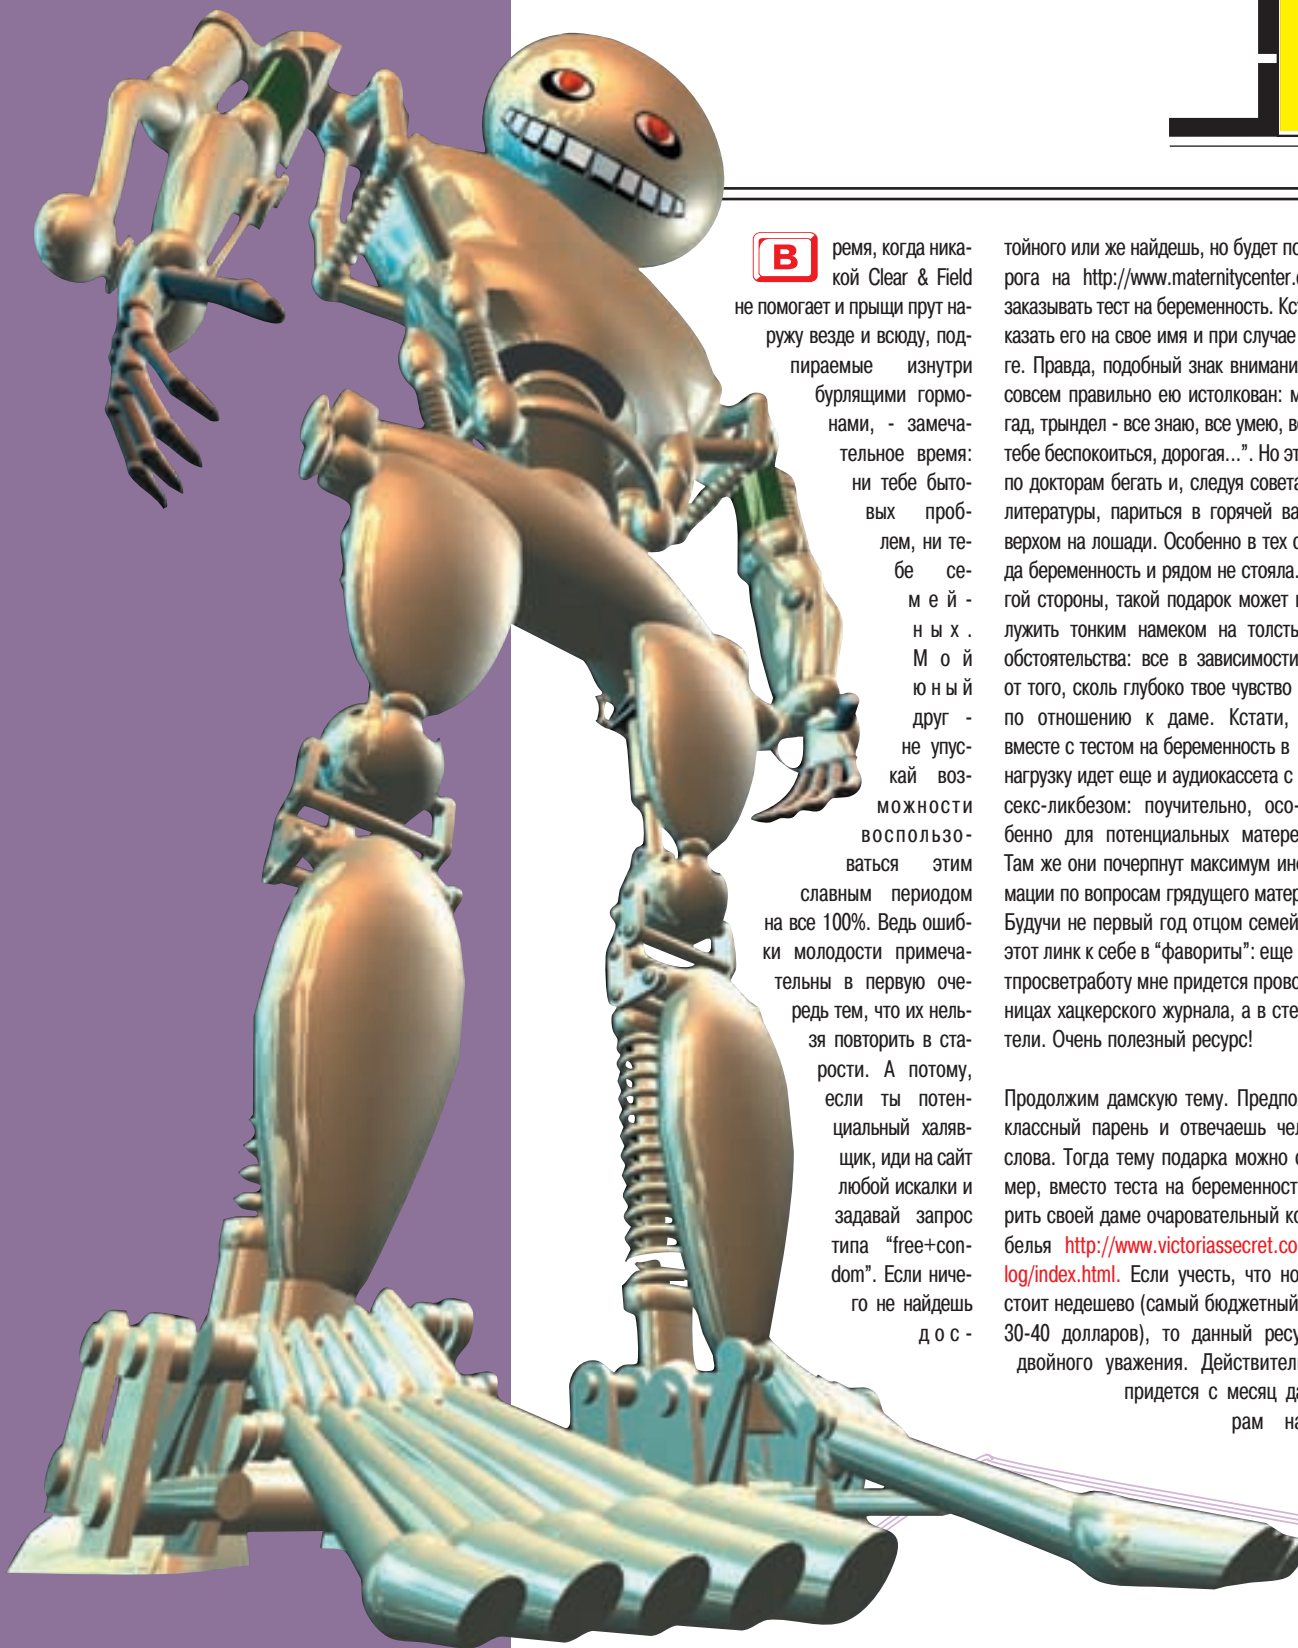 В ремя, когда ника-
кой Clear & Field
не помогает и прыщи прут на-
ружу везде и всюду, под-
пираемые изнутри
бурлящими гормо-
нами, - замеча-
тельное время:
ни тебе быто-
вых проб-
лем, ни те-
бе се-
мей-
ных.
Мой
юный
друг -
не упус-
кай воз-
можности
воспользо-
ваться этим
славным периодом
на все 100%. Ведь ошиб-
ки молодости примеча-
тельны в первую оче-
редь тем, что их нель-
зя повторить в ста-
рости. А потому,
если ты потен-
циальный халяв-
щик, иди на сайт
любой искалки и
задавай запрос
типа “free+con-
dom”. Если ниче-
го не найдешь
дос-
тойного или же найдешь, но будет по
рога на http://www.maternitycenter.
заказывать тест на беременность. Кст
казать его на свое имя и при случае
ге. Правда, подобный знак внимани
совсем правильно ею истолкован: м
гад, трындел - все знаю, все умею, в
тебе беспокоиться, дорогая...”. Но эт
по докторам бегать и, следуя совета
литературы, париться в горячей ва
верхом на лошади. Особенно в тех с
да беременность и рядом не стояла.
гой стороны, такой подарок может
лужить тонким намеком на толсты
обстоятельства: все в зависимости
от того, сколь глубоко твое чувство
по отношению к даме. Кстати,
вместе с тестом на беременность в
нагрузку идет еще и аудиокассета с
секс-ликбезом: поучительно, осо-
бенно для потенциальных матере
Там же они почерпнут максимум ин
мации по вопросам грядущего матер
Будучи не первый год отцом семей
этот линк к себе в “фавориты”: еще
тпросветработу мне придется прово
ницах хацкерского журнала, а в сте
тели. Очень полезный ресурс!
Продолжим дамскую тему. Предпо
классный парень и отвечаешь чел
слова. Тогда тему подарка можно
мер, вместо теста на беременност
рить своей даме очаровательный ко
белья http://www.victoriassecret.co
log/index.html. Если учесть, что но
стоит недешево (самый бюджетный
30-40 долларов), то данный ресу
двойного уважения. Действител
придется с месяц да
рам на